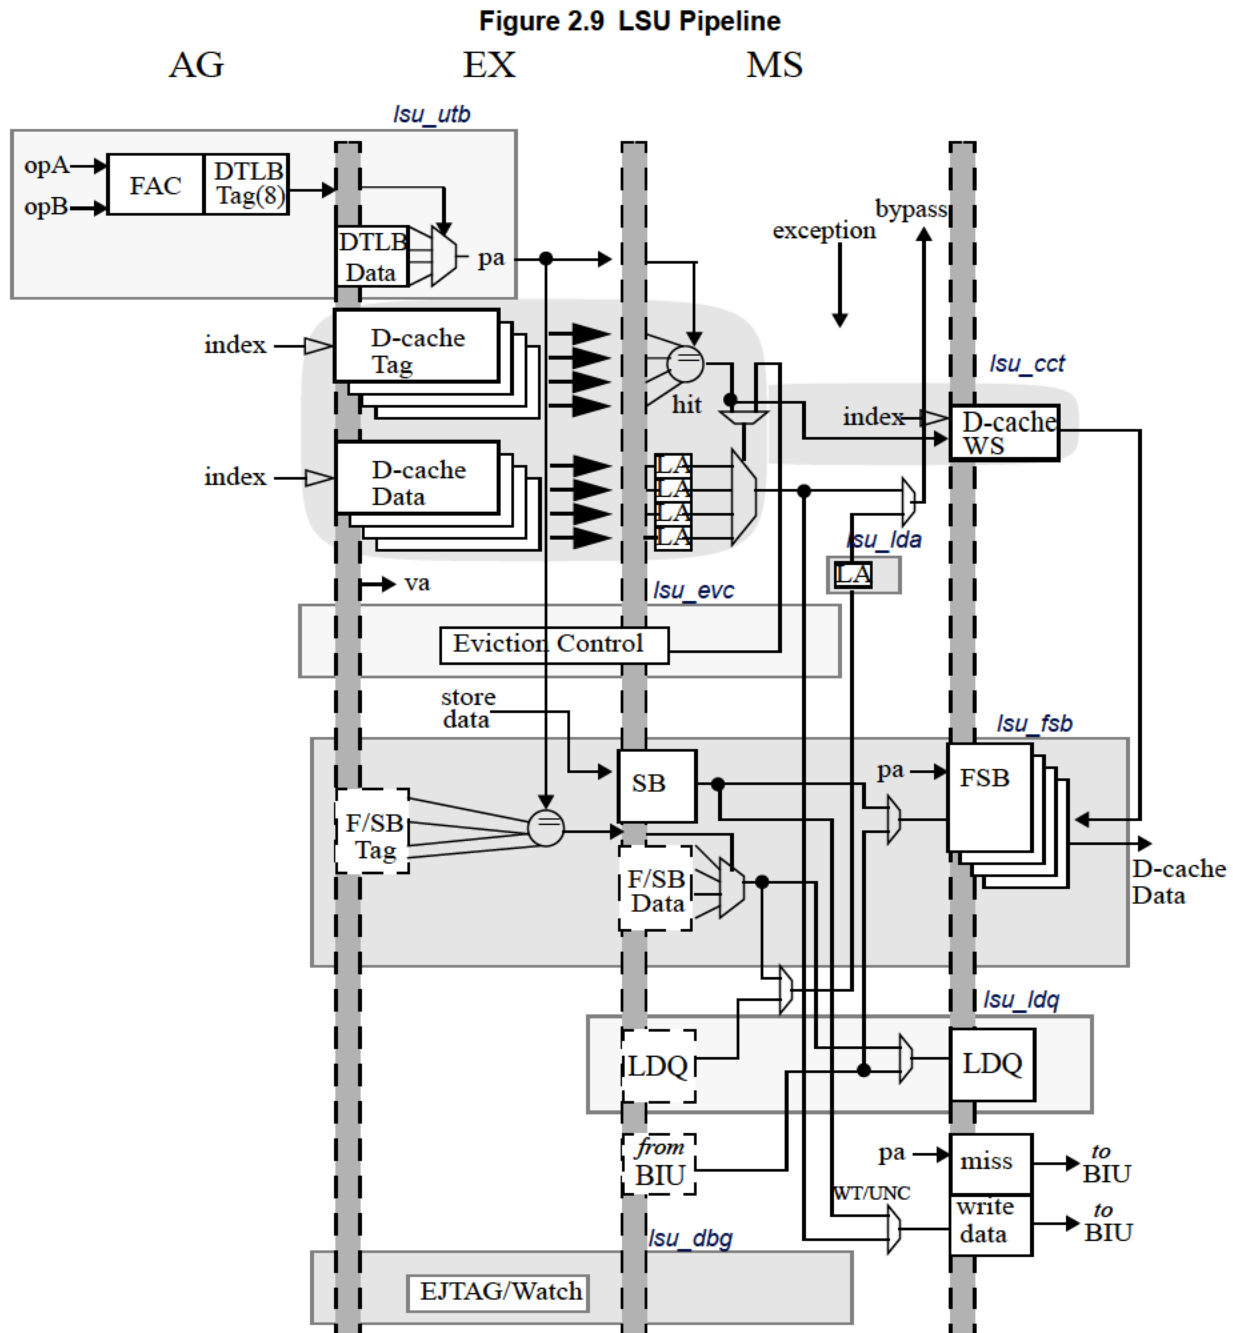 Figure 2.9 LSU Pipeline
AG
EX
MS
lsu_utb
opA
opB
FAC
DTLB
Tag(8)
DTLB
Data
pa
exception
bypass
index
D-cache
Tag
hit
lsu_cct
index
D-cache
WS
index
D-cache
Data
LA
LA
LA
LA
lsu_lda
LA
va
lsu_evc
Eviction Control
store
data
lsu_fsb
SB
pa
FSB
F/SB
Tag
F/SB
Data
D-cache
Data
lsu_ldq
LDQ
LDQ
from
BIU
pa
miss
to
BIU
WT/UNC
write
data
to
BIU
lsu_dbg
EJTAG/Watch
=
=